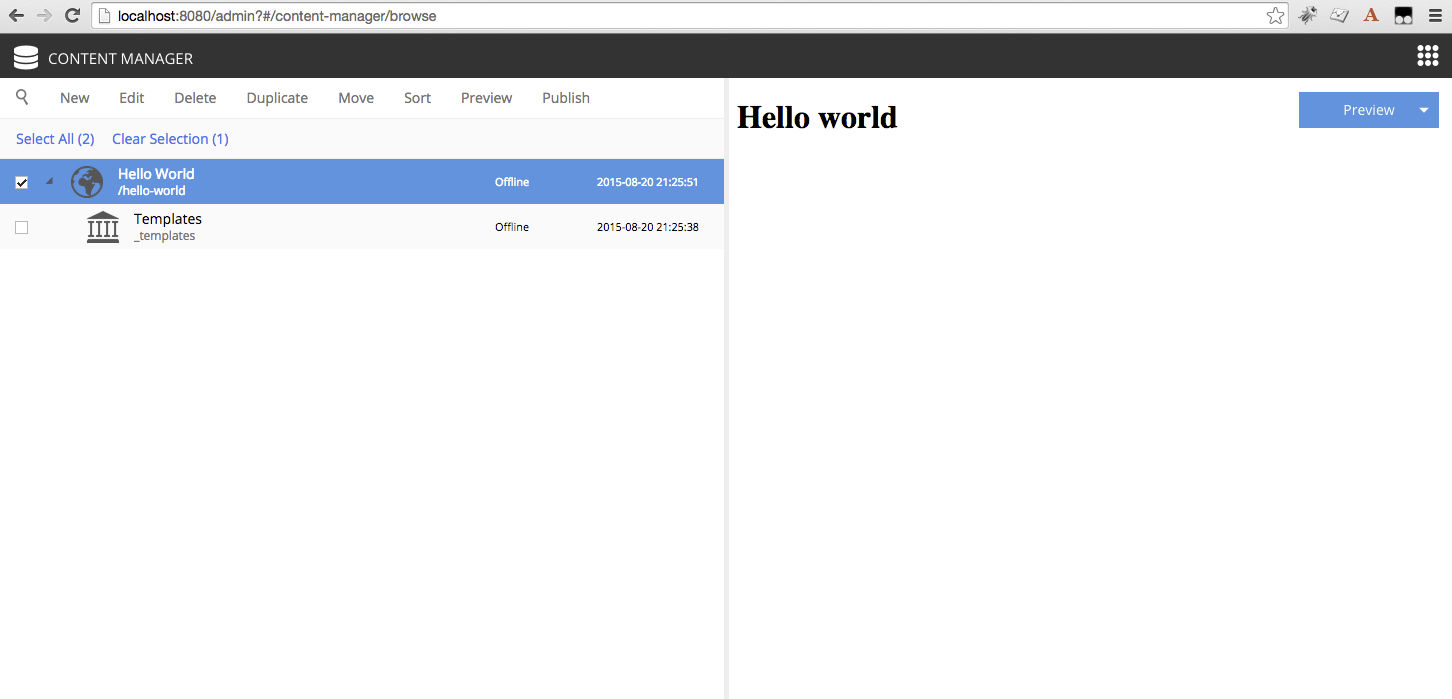 localhost:8080/admin?#/content-manager/browse
A
CONTENT MANAGER
New Edit Delete Duplicate Move Sort Preview Publish
Select All (2) Clear Selection (1)
Hello World
/hello-world
Offline 2015-08-20 21:25:51
Templates
_templates
Offline 2015-08-20 21:25:38
Hello world
Preview